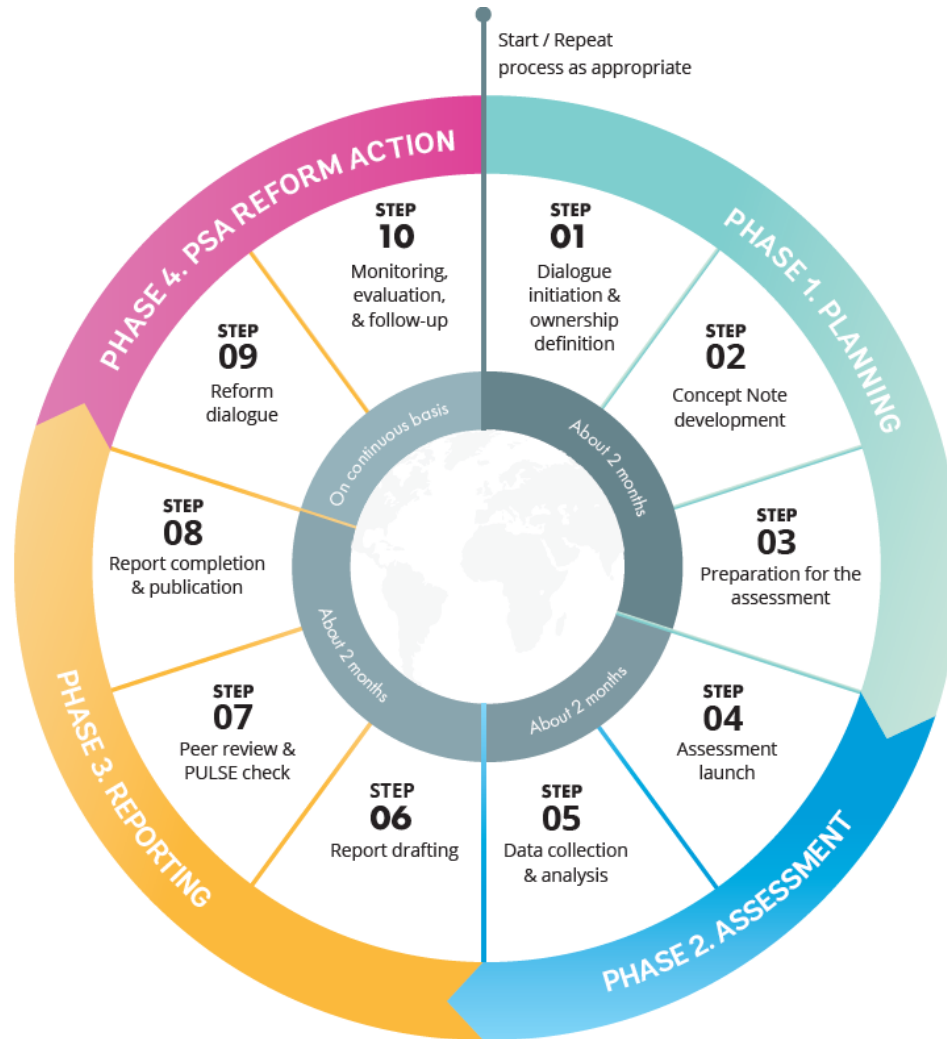 Start / Repeat
process as appropriate
PHASE 1. PLANNING
STEP
01
Dialogue
initiation &
ownership
definition
STEP
02
Concept Note
development
STEP
03
Preparation for the
assessment
About 2 months
PHASE 2. ASSESSMENT
STEP
04
Assessment
launch
STEP
05
Data collection
& analysis
About 2 months
PHASE 3. REPORTING
STEP
06
Report drafting
STEP
07
Peer review &
PULSE check
STEP
08
Report completion
& publication
About 2 months
PHASE 4. PSA REFORM ACTION
STEP
09
Reform
dialogue
STEP
10
Monitoring,
evaluation,
& follow-up
On continuous basis